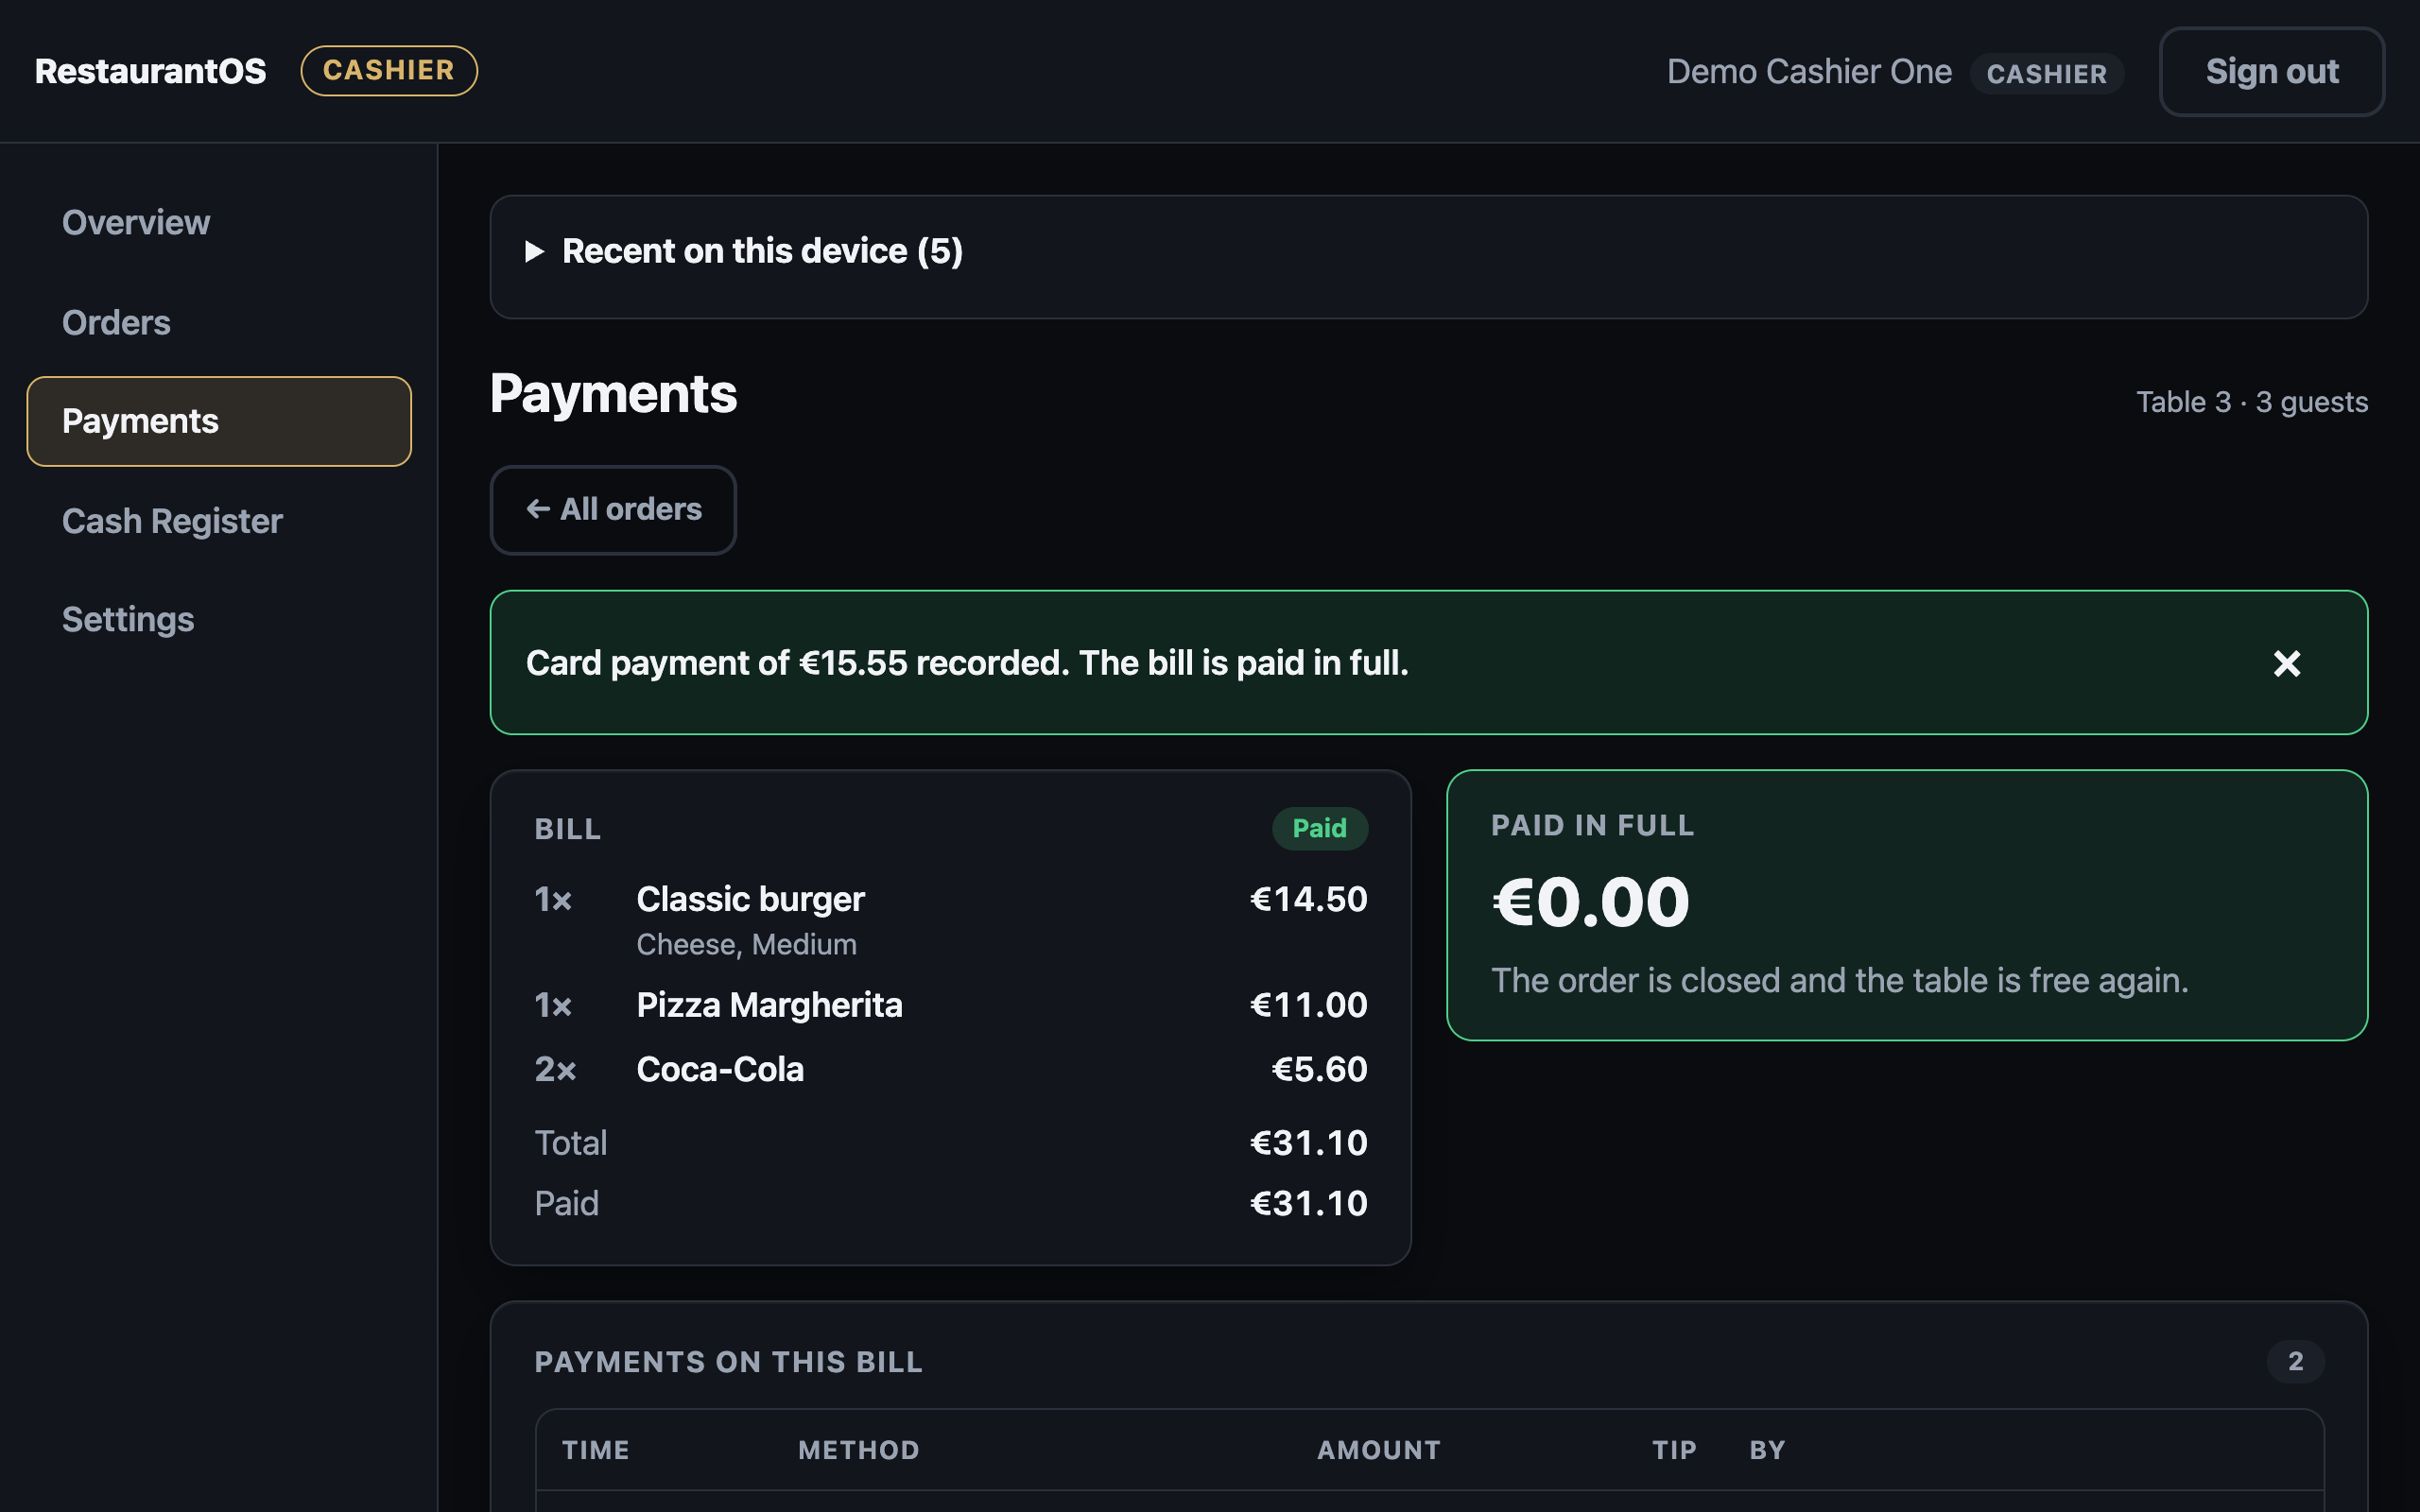 RestaurantOS CASHIER Demo Cashier One CASHIER Sign out
Overview
Orders
Payments
Cash Register
Settings
▶ Recent on this device (5)
Payments
Table 3 · 3 guests
← All orders
Card payment of €15.55 recorded. The bill is paid in full. ×
BILL Paid
1× Classic burger €14.50
Cheese, Medium
1× Pizza Margherita €11.00
2× Coca-Cola €5.60
Total €31.10
Paid €31.10
PAID IN FULL
€0.00
The order is closed and the table is free again.
PAYMENTS ON THIS BILL 2
TIME METHOD AMOUNT TIP BY